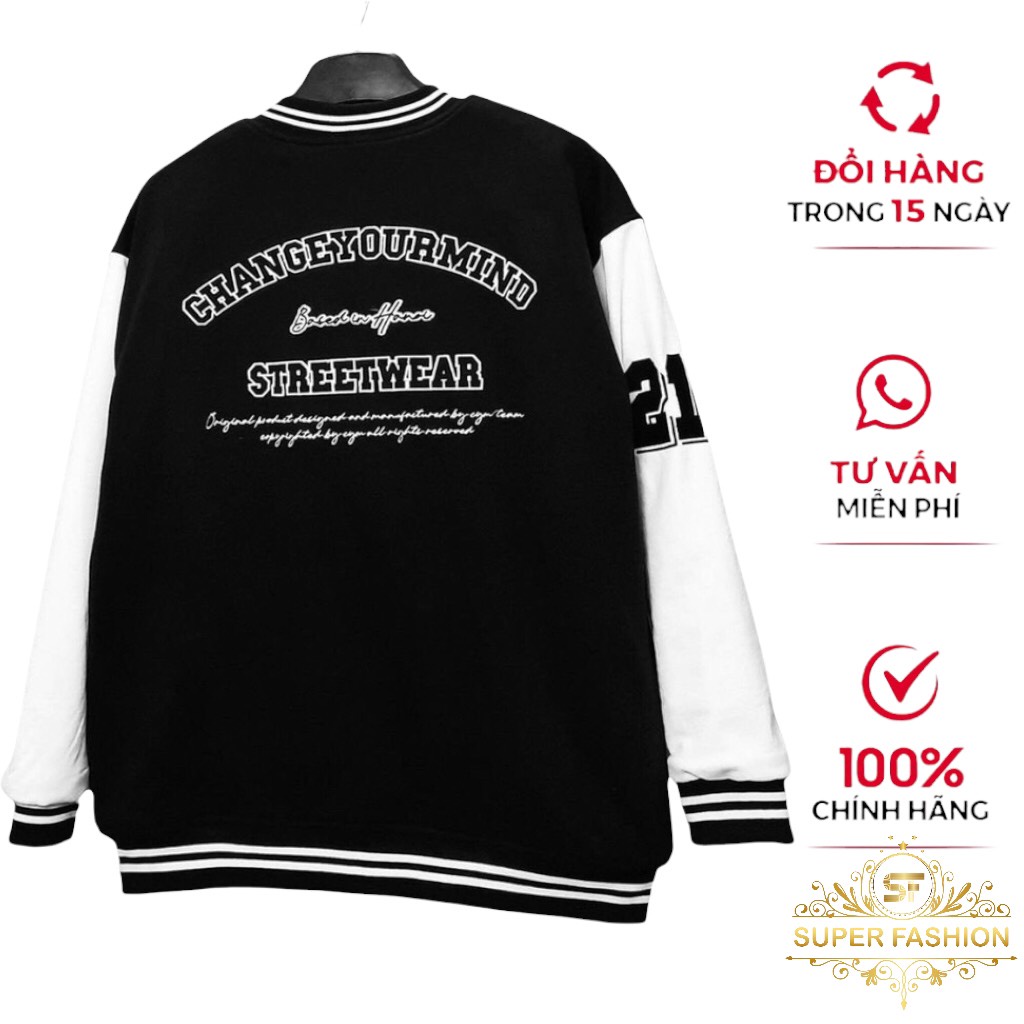 CHANGEYOURMIND
Based in Hanoi
STREETWEAR
Original product designed and manufactured by cym team
copyrighted by cym all rights reserved
21
ĐỔI HÀNG
TRONG 15 NGÀY
TƯ VẤN
MIỄN PHÍ
100%
CHÍNH HÃNG
SF
SUPER FASHION